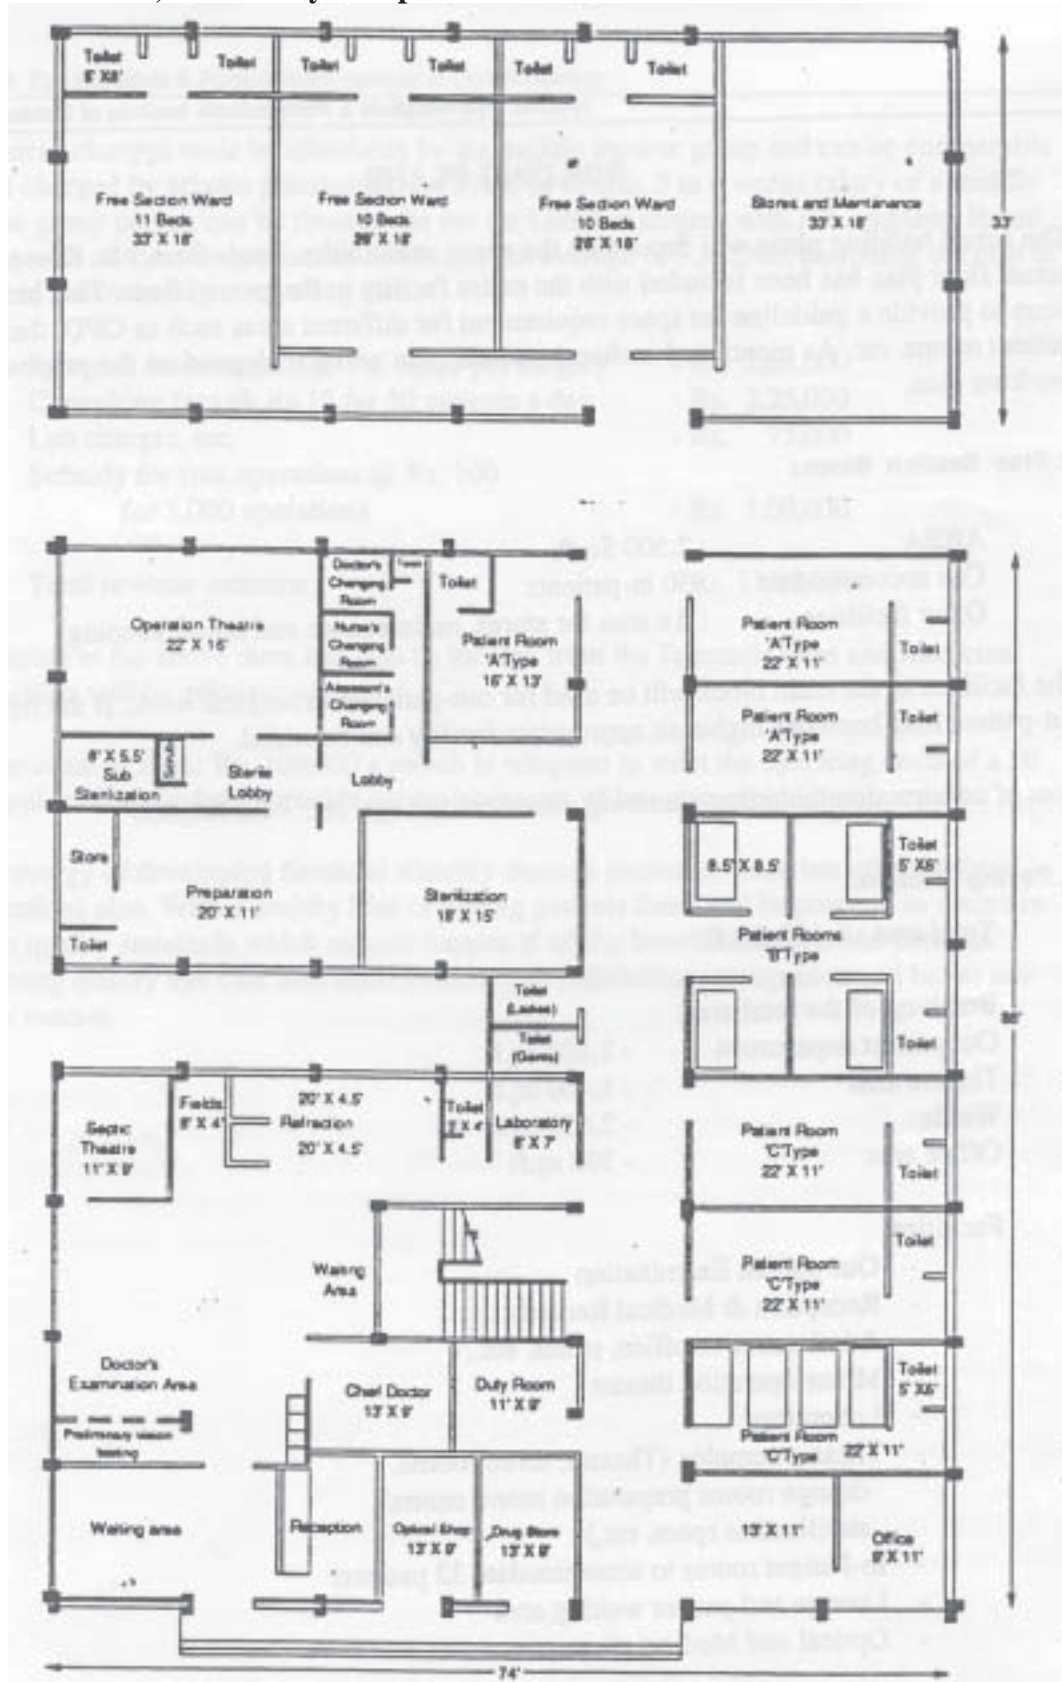 Toilet
6' X8'
Toilet
Toilet
Toilet
Toilet
Toilet
Free Section Ward
11 Beds
33' X 18'
Free Section Ward
10 Beds
28' X 18'
Free Section Ward
10 Beds
28' X 18'
Stores and Maintanance
33' X 18'
33'
Operation Theatre
22' X 16'
Doctor's
Changing
Room
Toilet
Nurse's
Changing
Room
Changing
Room
Toilet
Patient Room
'A'Type
16' X 13'
Patient Room
'A'Type
22' X 11'
Toilet
Patient Room
'A'Type
22' X 11'
Toilet
8' X 5.5'
Sub
Sterilization
Sterile
Lobby
Lobby
Store
Preparation
20' X 11'
Toilet
Sterilization
18' X 15'
8.5' X 8.5'
Toilet
5' X6'
Patient Rooms
'B'Type
Toilet
Toilet
Toilet
(Ladies)
Toilet
(Gents)
Septic
Theatre
11' X 9'
Fields
8' X 4'
20' X 4.5'
Refraction
20' X 4.5'
Toilet
Laboratory
8' X 7'
Patient Room
'C'Type
22' X 11'
Toilet
Waiting
Area
Patient Room
'C'Type
22' X 11'
Toilet
Doctor's
Examination Area
Preliminary vision
testing
Chief Doctor
13' X 9'
Duty Room
11' X 9'
Toilet
5' X6'
Patient Room
'C'Type
22' X 11'
Waiting area
Reception
Optical Shop
13' X 9'
Drug Store
13' X 9'
13' X 11'
Office
9' X 11'
74'